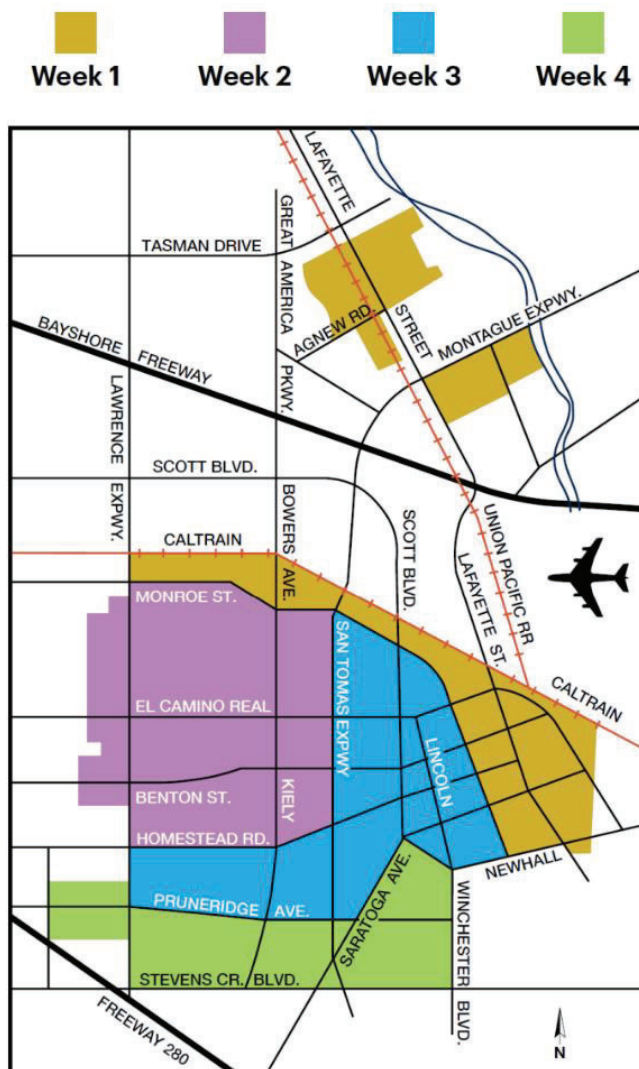 Week 1
Week 2
Week 3
Week 4
LAFAYETTE
STREET
GREAT AMERICA
PKWY.
TASMAN DRIVE
AGNEW RD.
MONTAGUE EXPWY.
BAYSHORE FREEWAY
LAWRENCE EXPWY.
SCOTT BLVD.
BOWERS AVE.
SCOTT BLVD.
UNION PACIFIC RR
LAFAYETTE ST.
CALTRAIN
MONROE ST.
SAN TOMAS EXPWY
CALTRAIN
EL CAMINO REAL
LINCOLN
BENTON ST.
KIELY
HOMESTEAD RD.
NEWHALL
PRUNERIDGE AVE.
SARATOGA AVE.
WINCHESTER BLVD.
STEVENS CR. BLVD.
FREEWAY 280
N